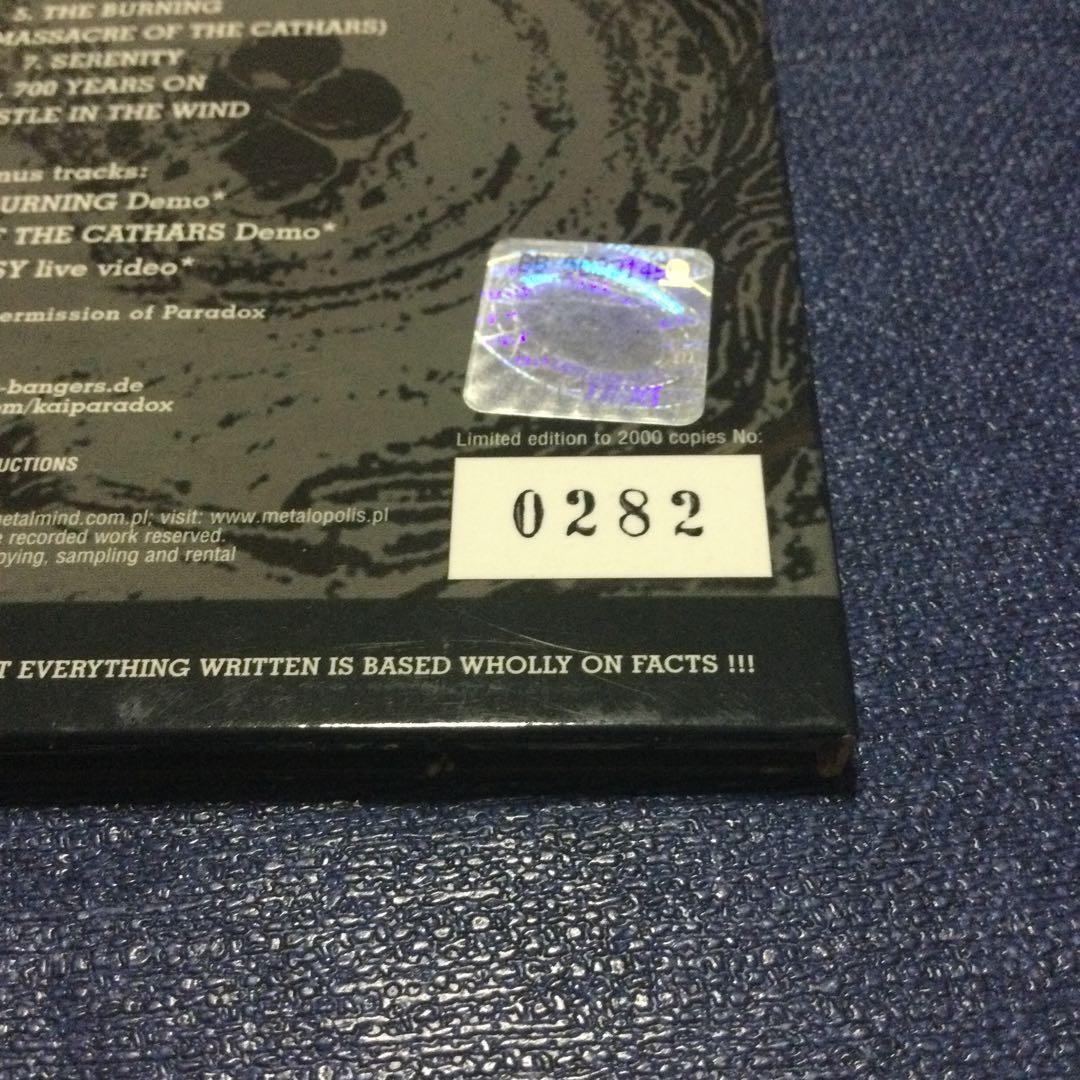 5. THE BURNING
MASSACRE OF THE CATHARS)
7. SERENITY
700 YEARS ON
STLE IN THE WIND
nus tracks:
URNING Demo*
T THE CATHARS Demo*
SY live video*
ermission of Paradox
-bangers.de
om/kaiparadox
UCTIONS
etalmind.com.pl; visit: www.metalopolis.pl
e recorded work reserved.
pying, sampling and rental
Limited edition to 2000 copies No:
0282
T EVERYTHING WRITTEN IS BASED WHOLLY ON FACTS !!!